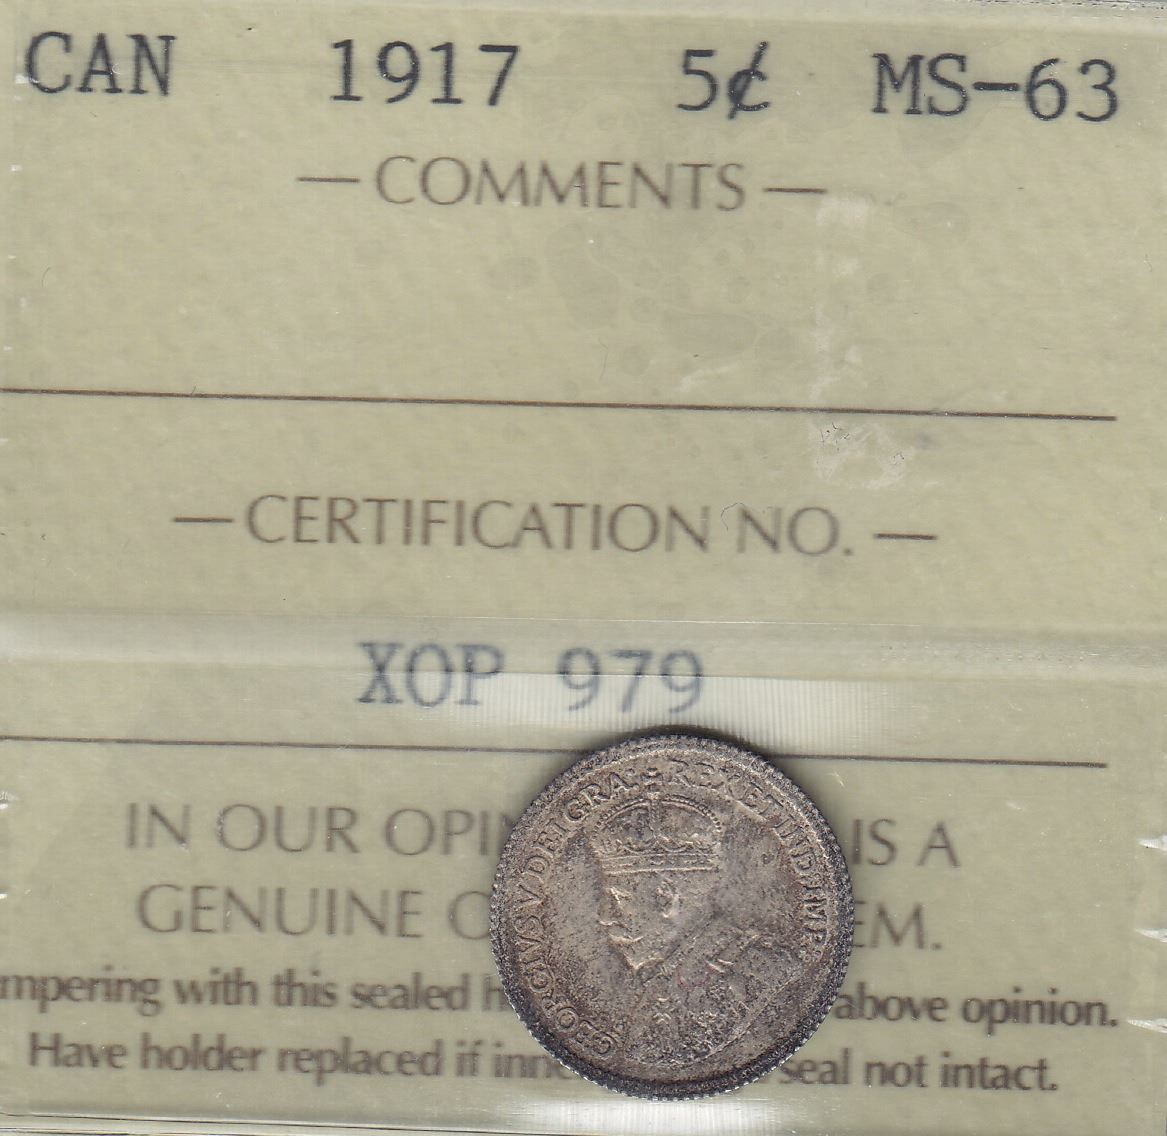 CAN 1917 5¢ MS-63
— COMMENTS —
— CERTIFICATION NO. —
XOP 979
IN OUR OPI IS A
GENUINE EM.
mpering with this sealed h above opinion.
Have holder replaced if inne seal not intact.
GEORGIVS V DEI GRA: REX ET IND: IMP: